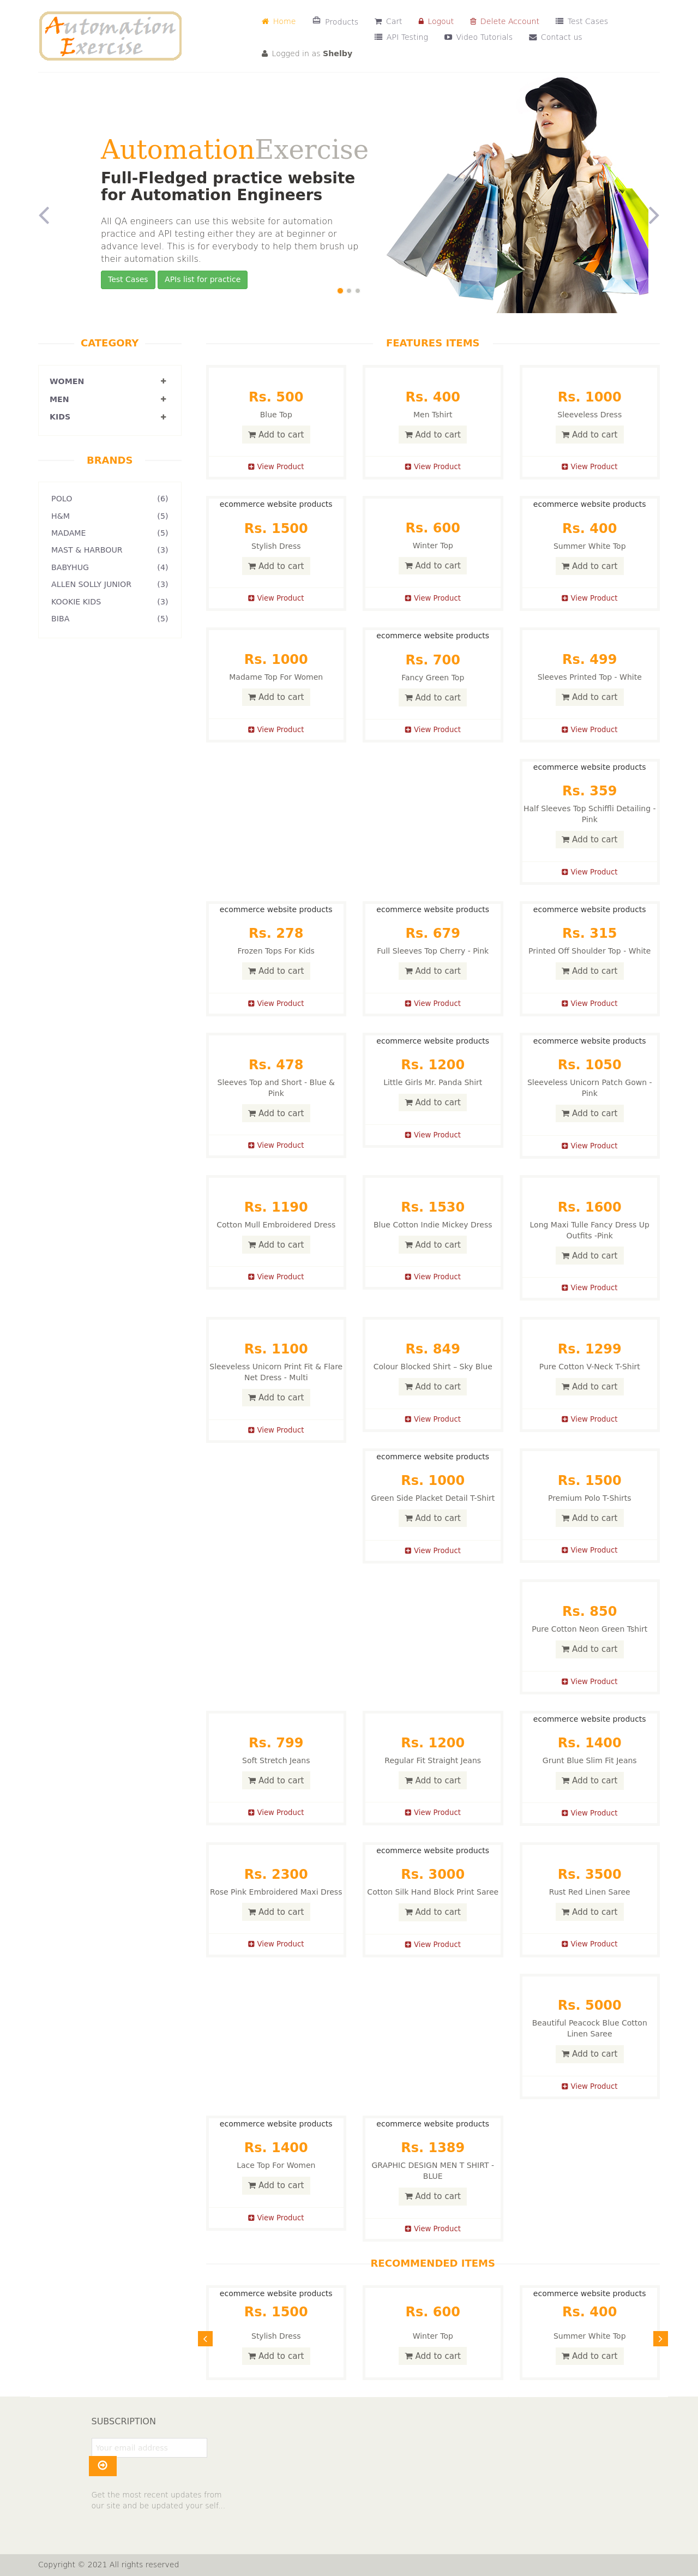 Automation
Exercise
Home
Products
Cart
Logout
Delete Account
Test Cases
API Testing
Video Tutorials
Contact us
Logged in as Shelby
AutomationExercise
Full-Fledged practice website
for Automation Engineers
All QA engineers can use this website for automation
practice and API testing either they are at beginner or
advance level. This is for everybody to help them brush up
their automation skills.
Test Cases
APIs list for practice
CATEGORY
WOMEN
MEN
KIDS
BRANDS
POLO (6)
H&M (5)
MADAME (5)
MAST & HARBOUR (3)
BABYHUG (4)
ALLEN SOLLY JUNIOR (3)
KOOKIE KIDS (3)
BIBA (5)
FEATURES ITEMS
Rs. 500
Blue Top
Add to cart
View Product
Rs. 400
Men Tshirt
Add to cart
View Product
Rs. 1000
Sleeveless Dress
Add to cart
View Product
ecommerce website products
Rs. 1500
Stylish Dress
Add to cart
View Product
Rs. 600
Winter Top
Add to cart
View Product
ecommerce website products
Rs. 400
Summer White Top
Add to cart
View Product
Rs. 1000
Madame Top For Women
Add to cart
View Product
ecommerce website products
Rs. 700
Fancy Green Top
Add to cart
View Product
Rs. 499
Sleeves Printed Top - White
Add to cart
View Product
ecommerce website products
Rs. 359
Half Sleeves Top Schiffli Detailing -
Pink
Add to cart
View Product
ecommerce website products
Rs. 278
Frozen Tops For Kids
Add to cart
View Product
ecommerce website products
Rs. 679
Full Sleeves Top Cherry - Pink
Add to cart
View Product
ecommerce website products
Rs. 315
Printed Off Shoulder Top - White
Add to cart
View Product
Rs. 478
Sleeves Top and Short - Blue &
Pink
Add to cart
View Product
ecommerce website products
Rs. 1200
Little Girls Mr. Panda Shirt
Add to cart
View Product
ecommerce website products
Rs. 1050
Sleeveless Unicorn Patch Gown -
Pink
Add to cart
View Product
Rs. 1190
Cotton Mull Embroidered Dress
Add to cart
View Product
Rs. 1530
Blue Cotton Indie Mickey Dress
Add to cart
View Product
Rs. 1600
Long Maxi Tulle Fancy Dress Up
Outfits -Pink
Add to cart
View Product
Rs. 1100
Sleeveless Unicorn Print Fit & Flare
Net Dress - Multi
Add to cart
View Product
Rs. 849
Colour Blocked Shirt – Sky Blue
Add to cart
View Product
Rs. 1299
Pure Cotton V-Neck T-Shirt
Add to cart
View Product
ecommerce website products
Rs. 1000
Green Side Placket Detail T-Shirt
Add to cart
View Product
Rs. 1500
Premium Polo T-Shirts
Add to cart
View Product
Rs. 850
Pure Cotton Neon Green Tshirt
Add to cart
View Product
Rs. 799
Soft Stretch Jeans
Add to cart
View Product
Rs. 1200
Regular Fit Straight Jeans
Add to cart
View Product
ecommerce website products
Rs. 1400
Grunt Blue Slim Fit Jeans
Add to cart
View Product
Rs. 2300
Rose Pink Embroidered Maxi Dress
Add to cart
View Product
ecommerce website products
Rs. 3000
Cotton Silk Hand Block Print Saree
Add to cart
View Product
Rs. 3500
Rust Red Linen Saree
Add to cart
View Product
Rs. 5000
Beautiful Peacock Blue Cotton
Linen Saree
Add to cart
View Product
ecommerce website products
Rs. 1400
Lace Top For Women
Add to cart
View Product
ecommerce website products
Rs. 1389
GRAPHIC DESIGN MEN T SHIRT -
BLUE
Add to cart
View Product
RECOMMENDED ITEMS
ecommerce website products
Rs. 1500
Stylish Dress
Add to cart
Rs. 600
Winter Top
Add to cart
ecommerce website products
Rs. 400
Summer White Top
Add to cart
SUBSCRIPTION
Your email address
Get the most recent updates from
our site and be updated your self.
Copyright © 2021 All rights reserved